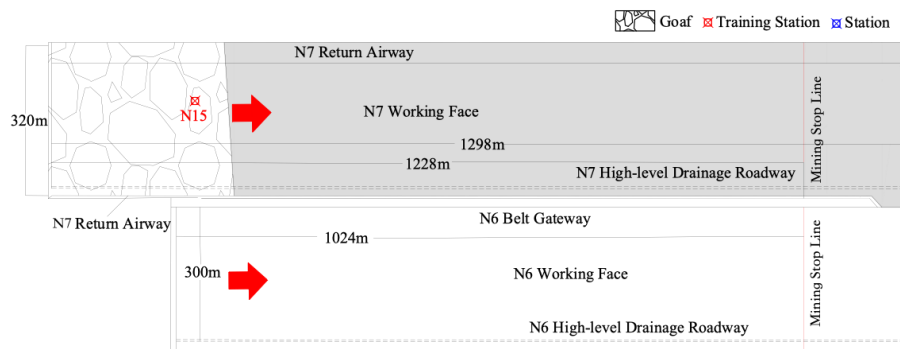 Goaf Training Station Station
N7 Return Airway
Mining Stop Line
N7 Working Face
N15
320m
1298m
1228m
N7 High-level Drainage Roadway
N7 Return Airway
N6 Belt Gateway
Mining Stop Line
1024m
300m
N6 Working Face
N6 High-level Drainage Roadway